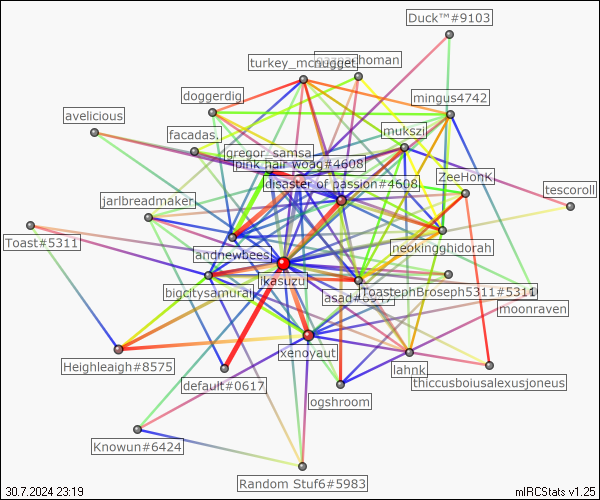 Duck™#9103
turkey_mcnugget
homan
doggerdig
mingus4742
avelicious
mukszi
facadas.
gregor_samsa
pink hair woag#4608
disaster of passion#4608
ZeeHonK
tescoroll
jarlbreadmaker
Toast#5311
andnewbees
neokingghidorah
ikasuzu
bigcitysamurai
ToastephBroseph5311#5311
moonraven
xenoyaut
Heighleaigh#8575
lahnk
default#0617
thiccusboiusalexusjoneus
ogshroom
Knowun#6424
Random Stuf6#5983
30.7.2024 23:19
mIRCStats v1.25